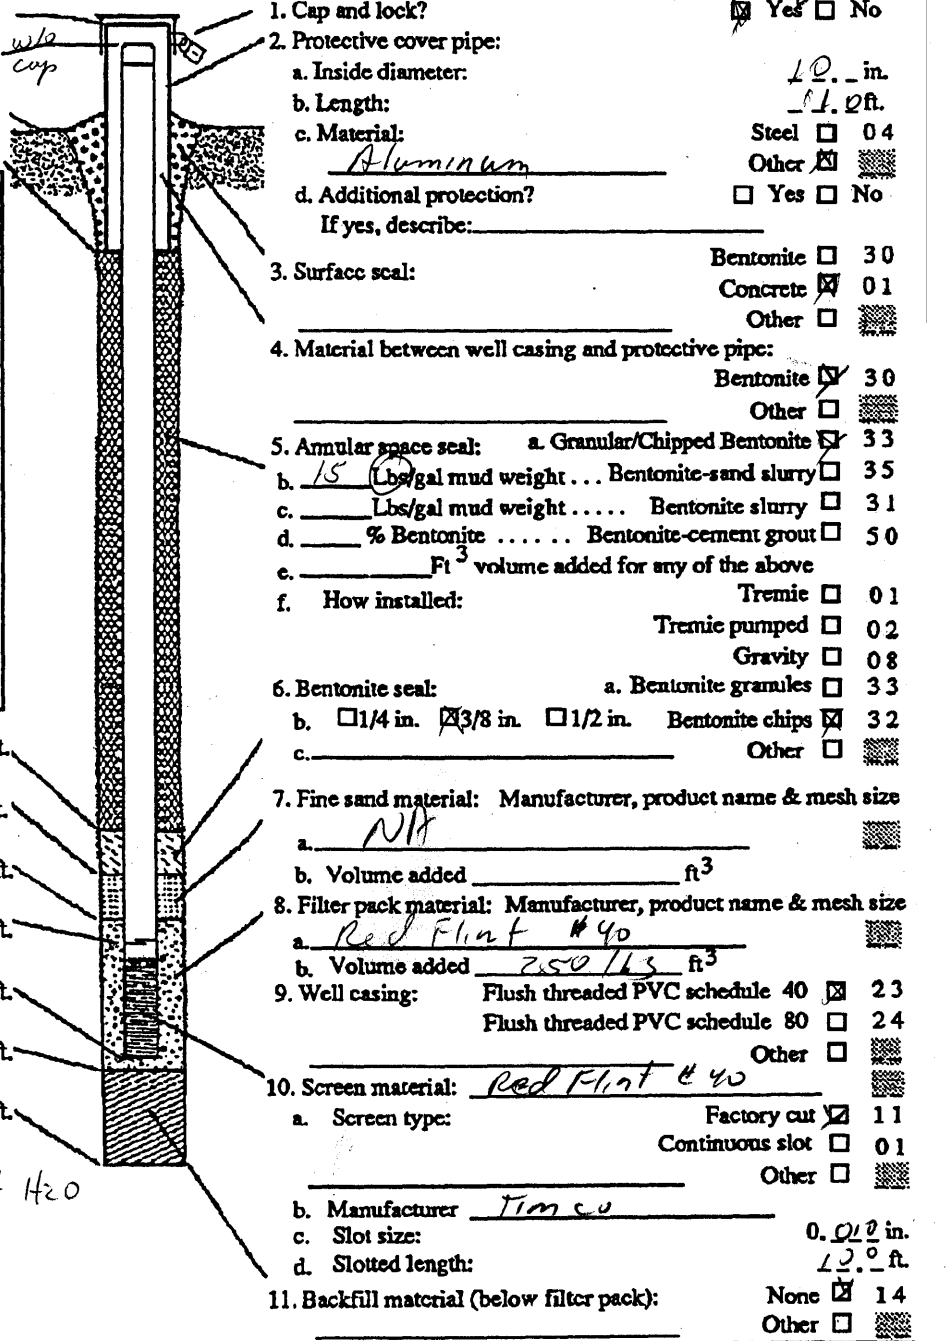 1. Cap and lock? ☒ Yes ☐ No
w/o
cap
2. Protective cover pipe:
a. Inside diameter: 10._ in.
b. Length: _1.0 ft.
c. Material: Steel ☐ 04
Aluminum Other ☒
d. Additional protection? ☐ Yes ☐ No
If yes, describe:
Bentonite ☐ 30
3. Surface seal:
Concrete ☒ 01
Other ☐
4. Material between well casing and protective pipe:
Bentonite ☒ 30
Other ☐
5. Annular space seal: a. Granular/Chipped Bentonite ☒ 33
b. 15 Lbs/gal mud weight ... Bentonite-sand slurry ☐ 35
c. ____ Lbs/gal mud weight ..... Bentonite slurry ☐ 31
d. ____ % Bentonite ...... Bentonite-cement grout ☐ 50
e. ____ Ft 3 volume added for any of the above
f. How installed: Tremie ☐ 01
Tremie pumped ☐ 02
Gravity ☐ 08
6. Bentonite seal: a. Bentonite granules ☐ 33
b. ☐ 1/4 in. ☒ 3/8 in. ☐ 1/2 in. Bentonite chips ☒ 32
c. ____ Other ☐
7. Fine sand material: Manufacturer, product name & mesh size
a. NA
b. Volume added ____ ft3
8. Filter pack material: Manufacturer, product name & mesh size
a. Red Flint #40
b. Volume added 250 lbs ft3
9. Well casing: Flush threaded PVC schedule 40 ☒ 23
Flush threaded PVC schedule 80 ☐ 24
Other ☐
10. Screen material: Red Flint #40
a. Screen type: Factory cut ☒ 11
Continuous slot ☐ 01
Other ☐
H2O
b. Manufacturer Timco
c. Slot size: 0.010 in.
d. Slotted length: 10.0 ft.
11. Backfill material (below filter pack): None ☒ 14
Other ☐